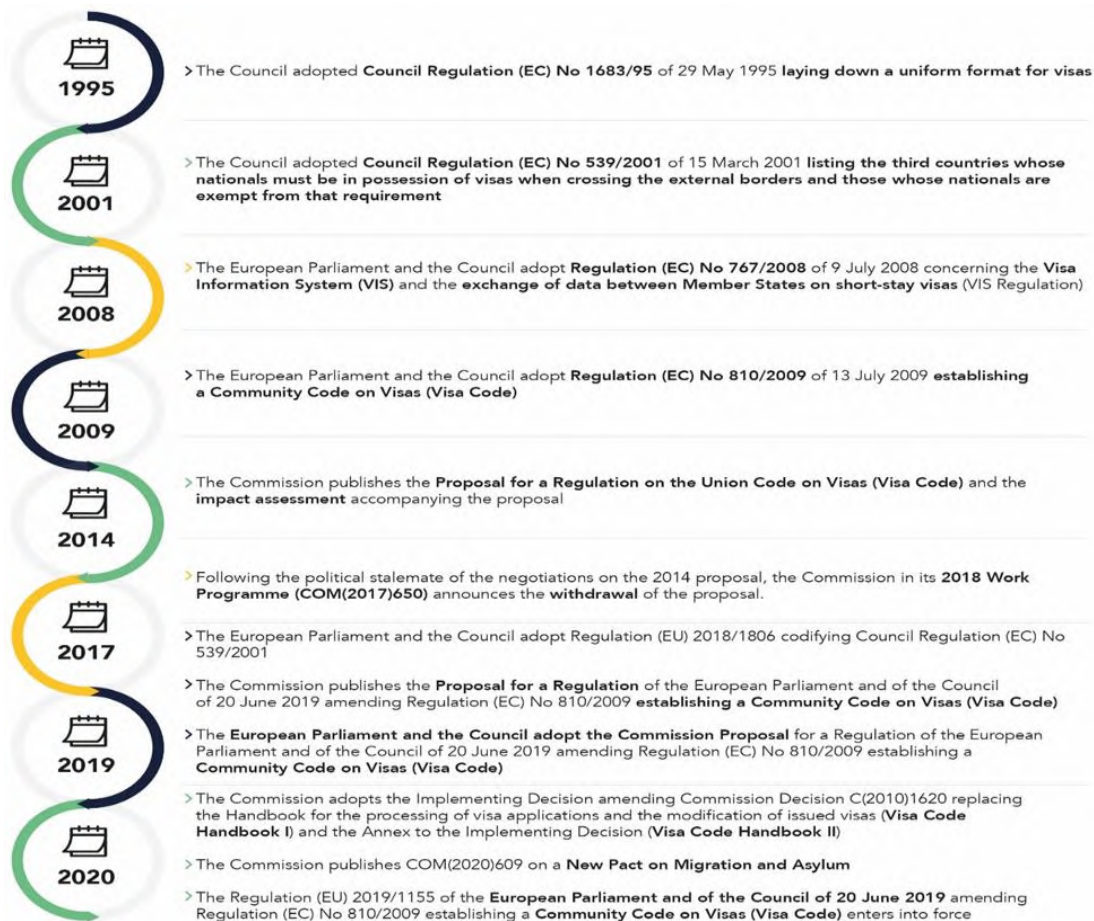 1995
> The Council adopted Council Regulation (EC) No 1683/95 of 29 May 1995 laying down a uniform format for visas
2001
> The Council adopted Council Regulation (EC) No 539/2001 of 15 March 2001 listing the third countries whose
nationals must be in possession of visas when crossing the external borders and those whose nationals are
exempt from that requirement
2008
> The European Parliament and the Council adopt Regulation (EC) No 767/2008 of 9 July 2008 concerning the Visa
Information System (VIS) and the exchange of data between Member States on short-stay visas (VIS Regulation)
2009
> The European Parliament and the Council adopt Regulation (EC) No 810/2009 of 13 July 2009 establishing
a Community Code on Visas (Visa Code)
2014
> The Commission publishes the Proposal for a Regulation on the Union Code on Visas (Visa Code) and the
impact assessment accompanying the proposal
2017
> Following the political stalemate of the negotiations on the 2014 proposal, the Commission in its 2018 Work
Programme (COM(2017)650) announces the withdrawal of the proposal.
> The European Parliament and the Council adopt Regulation (EU) 2018/1806 codifying Council Regulation (EC) No
539/2001
2019
> The Commission publishes the Proposal for a Regulation of the European Parliament and of the Council
of 20 June 2019 amending Regulation (EC) No 810/2009 establishing a Community Code on Visas (Visa Code)
> The European Parliament and the Council adopt the Commission Proposal for a Regulation of the European
Parliament and of the Council of 20 June 2019 amending Regulation (EC) No 810/2009 establishing a
Community Code on Visas (Visa Code)
2020
> The Commission adopts the Implementing Decision amending Commission Decision C(2010)1620 replacing
the Handbook for the processing of visa applications and the modification of issued visas (Visa Code
Handbook I) and the Annex to the Implementing Decision (Visa Code Handbook II)
> The Commission publishes COM(2020)609 on a New Pact on Migration and Asylum
> The Regulation (EU) 2019/1155 of the European Parliament and of the Council of 20 June 2019 amending
Regulation (EC) No 810/2009 establishing a Community Code on Visas (Visa Code) enters into force